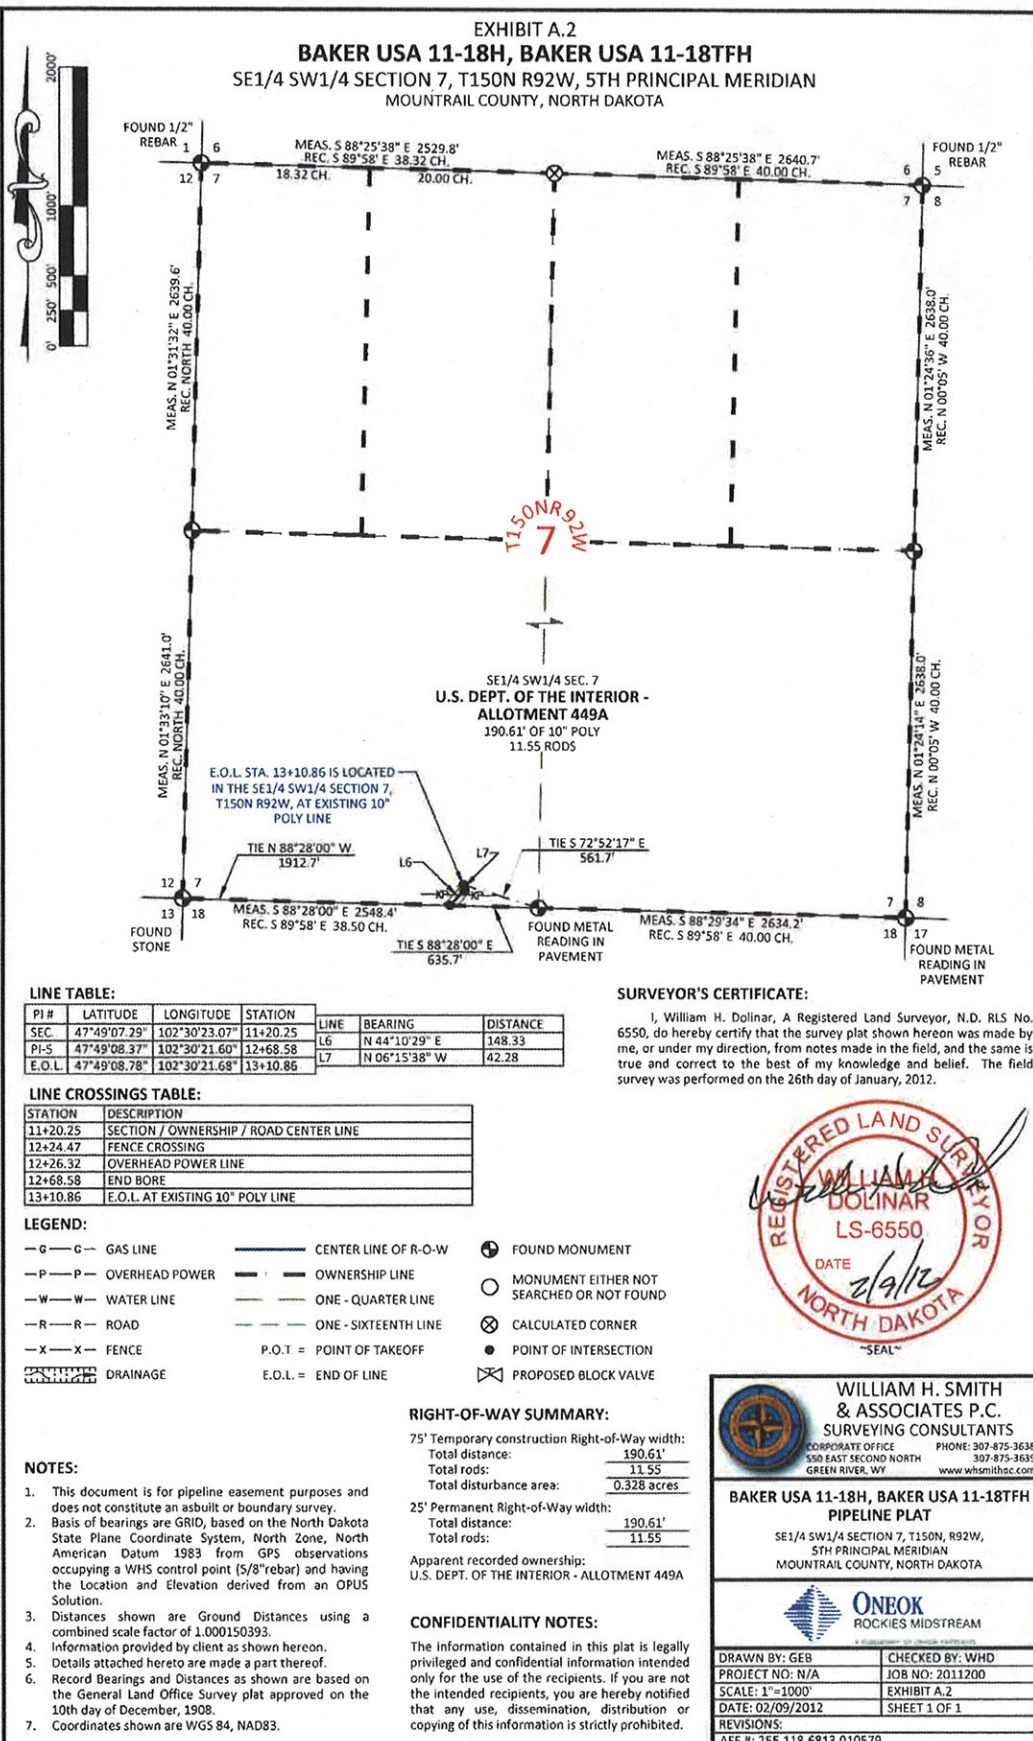 EXHIBIT A.2
BAKER USA 11-18H, BAKER USA 11-18TFH
SE1/4 SW1/4 SECTION 7, T150N R92W, 5TH PRINCIPAL MERIDIAN
MOUNTRAIL COUNTY, NORTH DAKOTA
2000'
1000'
500'
250'
0'
FOUND 1/2"
REBAR
1 6
12 7
MEAS. S 88°25'38" E 2529.8'
REC. S 89°58' E 38.32 CH.
18.32 CH.
20.00 CH.
MEAS. S 88°25'38" E 2640.7'
REC. S 89°58' E 40.00 CH.
FOUND 1/2"
REBAR
6 5
7 8
MEAS. N 01°31'32" E 2639.6'
REC. NORTH 40.00 CH.
MEAS. N 01°24'36" E 2638.0'
REC. N 00°05' W 40.00 CH.
T150NR92W
7
MEAS. N 01°33'10" E 2641.0'
REC. NORTH 40.00 CH.
MEAS. N 01°24'14" E 2638.0'
REC. N 00°05' W 40.00 CH.
SE1/4 SW1/4 SEC. 7
U.S. DEPT. OF THE INTERIOR -
ALLOTMENT 449A
190.61' OF 10" POLY
11.55 RODS
E.O.L. STA. 13+10.86 IS LOCATED
IN THE SE1/4 SW1/4 SECTION 7,
T150N R92W, AT EXISTING 10"
POLY LINE
TIE N 88°28'00" W
1912.7'
L6
L7
TIE S 72°52'17" E
561.7'
12 7
13 18
FOUND
STONE
MEAS. S 88°28'00" E 2548.4'
REC. S 89°58' E 38.50 CH.
TIE S 88°28'00" E
635.7'
FOUND METAL
READING IN
PAVEMENT
MEAS. S 88°29'34" E 2634.2'
REC. S 89°58' E 40.00 CH.
7 8
18 17
FOUND METAL
READING IN
PAVEMENT
LINE TABLE:
PI # LATITUDE LONGITUDE STATION
SEC. 47°49'07.29" 102°30'23.07" 11+20.25
PI-5 47°49'08.37" 102°30'21.60" 12+68.58
E.O.L. 47°49'08.78" 102°30'21.68" 13+10.86
LINE BEARING DISTANCE
L6 N 44°10'29" E 148.33
L7 N 06°15'38" W 42.28
LINE CROSSINGS TABLE:
STATION DESCRIPTION
11+20.25 SECTION / OWNERSHIP / ROAD CENTER LINE
12+24.47 FENCE CROSSING
12+26.32 OVERHEAD POWER LINE
12+68.58 END BORE
13+10.86 E.O.L. AT EXISTING 10" POLY LINE
SURVEYOR'S CERTIFICATE:
I, William H. Dolinar, A Registered Land Surveyor, N.D. RLS No.
6550, do hereby certify that the survey plat shown hereon was made by
me, or under my direction, from notes made in the field, and the same is
true and correct to the best of my knowledge and belief. The field
survey was performed on the 26th day of January, 2012.
REGISTERED LAND SURVEYOR
WILLIAM H.
DOLINAR
LS-6550
DATE
2/9/12
NORTH DAKOTA
~SEAL~
LEGEND:
G G GAS LINE
P P OVERHEAD POWER
W W WATER LINE
R R ROAD
X X FENCE
DRAINAGE
CENTER LINE OF R-O-W
OWNERSHIP LINE
ONE - QUARTER LINE
ONE - SIXTEENTH LINE
P.O.T. = POINT OF TAKEOFF
E.O.L. = END OF LINE
FOUND MONUMENT
MONUMENT EITHER NOT
SEARCHED OR NOT FOUND
CALCULATED CORNER
POINT OF INTERSECTION
PROPOSED BLOCK VALVE
NOTES:
1. This document is for pipeline easement purposes and
does not constitute an asbuilt or boundary survey.
2. Basis of bearings are GRID, based on the North Dakota
State Plane Coordinate System, North Zone, North
American Datum 1983 from GPS observations
occupying a WHS control point (5/8"rebar) and having
the Location and Elevation derived from an OPUS
Solution.
3. Distances shown are Ground Distances using a
combined scale factor of 1.000150393.
4. Information provided by client as shown hereon.
5. Details attached hereto are made a part thereof.
6. Record Bearings and Distances as shown are based on
the General Land Office Survey plat approved on the
10th day of December, 1908.
7. Coordinates shown are WGS 84, NAD83.
RIGHT-OF-WAY SUMMARY:
75' Temporary construction Right-of-Way width:
Total distance: 190.61'
Total rods: 11.55
Total disturbance area: 0.328 acres
25' Permanent Right-of-Way width:
Total distance: 190.61'
Total rods: 11.55
Apparent recorded ownership:
U.S. DEPT. OF THE INTERIOR - ALLOTMENT 449A
CONFIDENTIALITY NOTES:
The information contained in this plat is legally
privileged and confidential information intended
only for the use of the recipients. If you are not
the intended recipients, you are hereby notified
that any use, dissemination, distribution or
copying of this information is strictly prohibited.
WILLIAM H. SMITH
& ASSOCIATES P.C.
SURVEYING CONSULTANTS
CORPORATE OFFICE PHONE: 307-875-3638
550 EAST SECOND NORTH 307-875-3639
GREEN RIVER, WY www.whsmithpc.com
BAKER USA 11-18H, BAKER USA 11-18TFH
PIPELINE PLAT
SE1/4 SW1/4 SECTION 7, T150N, R92W,
5TH PRINCIPAL MERIDIAN
MOUNTRAIL COUNTY, NORTH DAKOTA
ONEOK
ROCKIES MIDSTREAM
DRAWN BY: GEB CHECKED BY: WHD
PROJECT NO: N/A JOB NO: 2011200
SCALE: 1"=1000' EXHIBIT A.2
DATE: 02/09/2012 SHEET 1 OF 1
REVISIONS: